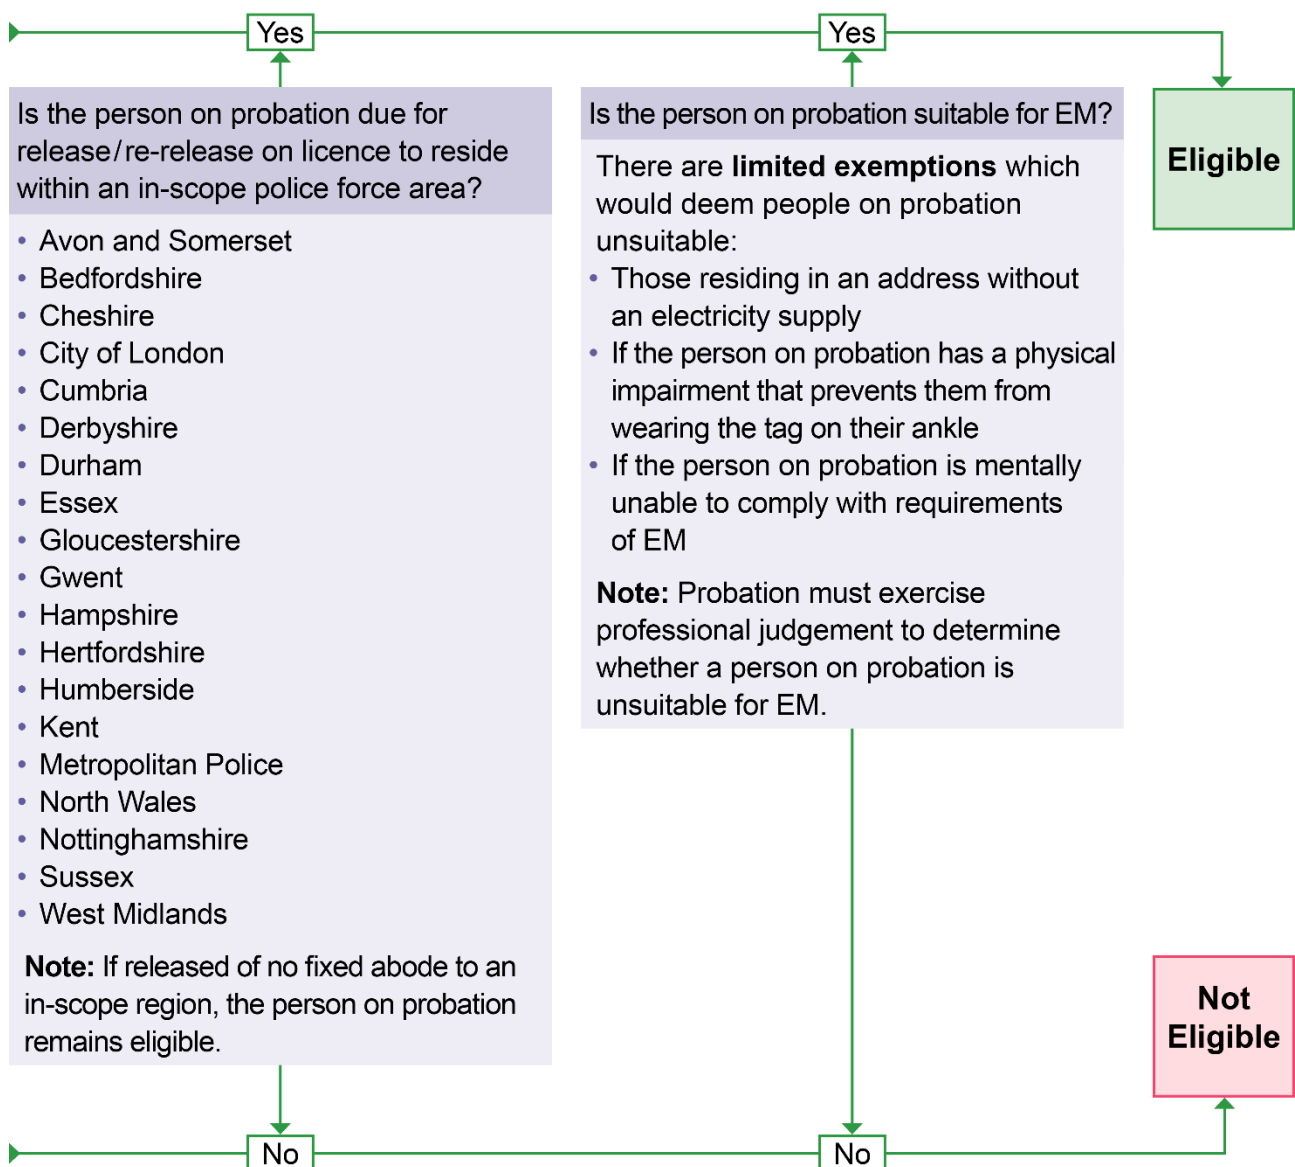 Yes
Yes
Is the person on probation due for
release/re-release on licence to reside
within an in-scope police force area?
• Avon and Somerset
• Bedfordshire
• Cheshire
• City of London
• Cumbria
• Derbyshire
• Durham
• Essex
• Gloucestershire
• Gwent
• Hampshire
• Hertfordshire
• Humberside
• Kent
• Metropolitan Police
• North Wales
• Nottinghamshire
• Sussex
• West Midlands
Note: If released of no fixed abode to an
in-scope region, the person on probation
remains eligible.
Is the person on probation suitable for EM?
There are limited exemptions which
would deem people on probation
unsuitable:
• Those residing in an address without
an electricity supply
• If the person on probation has a physical
impairment that prevents them from
wearing the tag on their ankle
• If the person on probation is mentally
unable to comply with requirements
of EM
Note: Probation must exercise
professional judgement to determine
whether a person on probation is
unsuitable for EM.
Eligible
Not
Eligible
No
No